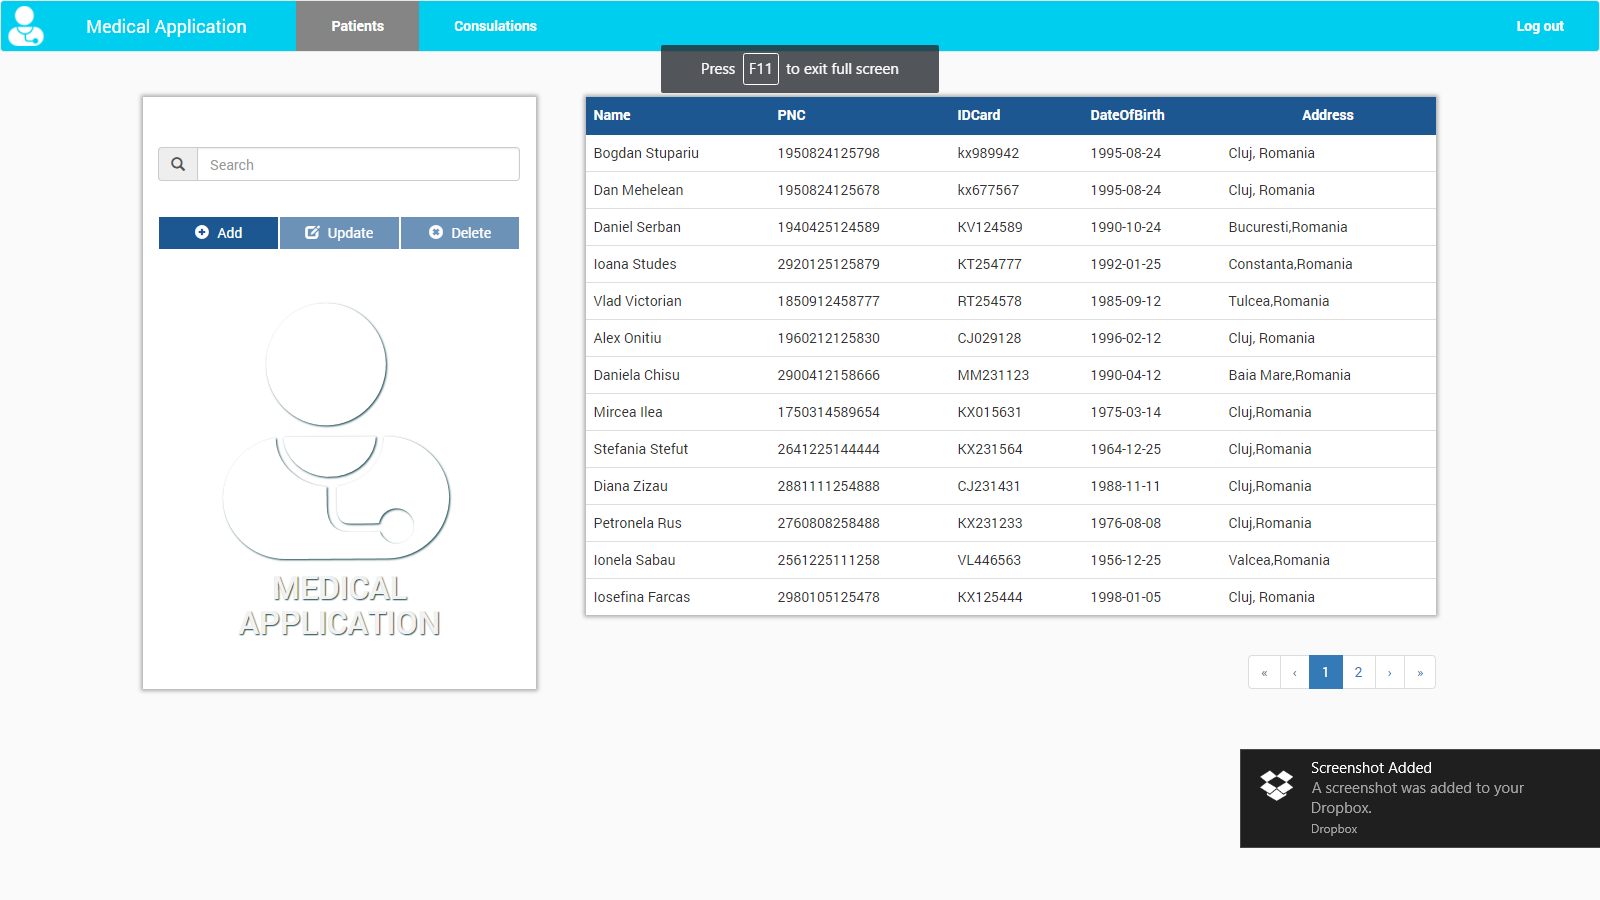 Medical Application Patients Consulations Log out
Press F11 to exit full screen
Search
Add Update Delete
MEDICAL
APPLICATION
Name PNC IDCard DateOfBirth Address
Bogdan Stupariu 1950824125798 kx989942 1995-08-24 Cluj, Romania
Dan Mehelean 1950824125678 kx677567 1995-08-24 Cluj, Romania
Daniel Serban 1940425124589 KV124589 1990-10-24 Bucuresti,Romania
Ioana Studes 2920125125879 KT254777 1992-01-25 Constanta,Romania
Vlad Victorian 1850912458777 RT254578 1985-09-12 Tulcea,Romania
Alex Onitiu 1960212125830 CJ029128 1996-02-12 Cluj, Romania
Daniela Chisu 2900412158666 MM231123 1990-04-12 Baia Mare,Romania
Mircea Ilea 1750314589654 KX015631 1975-03-14 Cluj,Romania
Stefania Stefut 2641225144444 KX231564 1964-12-25 Cluj,Romania
Diana Zizau 2881111254888 CJ231431 1988-11-11 Cluj,Romania
Petronela Rus 2760808258488 KX231233 1976-08-08 Cluj,Romania
Ionela Sabau 2561225111258 VL446563 1956-12-25 Valcea,Romania
Iosefina Farcas 2980105125478 KX125444 1998-01-05 Cluj, Romania
« ‹ 1 2 › »
Screenshot Added
A screenshot was added to your
Dropbox.
Dropbox